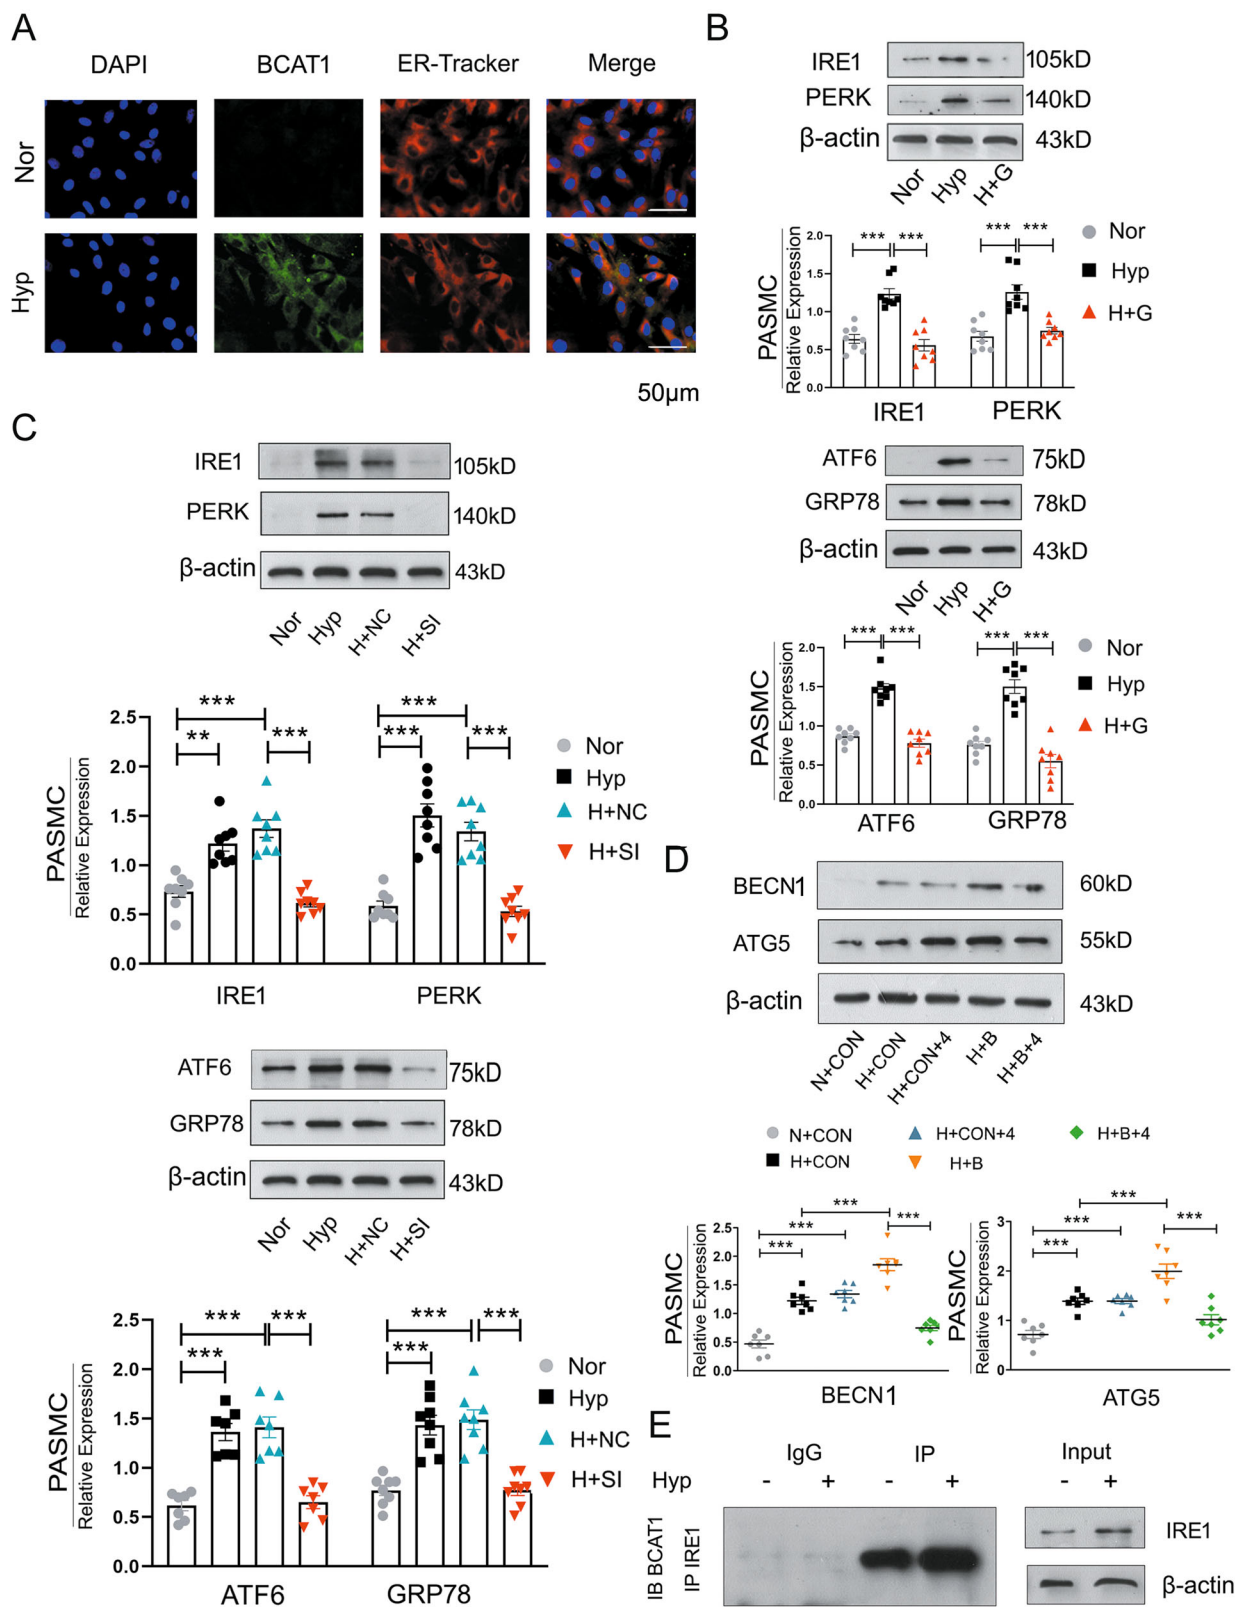 A
DAPI BCAT1 ER-Tracker Merge
Nor
Hyp
50μm
B
IRE1 105kD
PERK 140kD
β-actin 43kD
Nor Hyp H+G
PASMC
Relative Expression
2.0
1.5
1.0
0.5
0.0
*** *** *** ***
IRE1 PERK
Nor
Hyp
H+G
ATF6 75kD
GRP78 78kD
β-actin 43kD
Nor Hyp H+G
PASMC
Relative Expression
2.0
1.5
1.0
0.5
0.0
*** *** *** ***
ATF6 GRP78
Nor
Hyp
H+G
C
IRE1 105kD
PERK 140kD
β-actin 43kD
Nor Hyp H+NC H+SI
PASMC
Relative Expression
2.5
2.0
1.5
1.0
0.5
0.0
*** ***
** *** *** ***
IRE1 PERK
Nor
Hyp
H+NC
H+SI
ATF6 75kD
GRP78 78kD
β-actin 43kD
Nor Hyp H+NC H+SI
PASMC
Relative Expression
2.5
2.0
1.5
1.0
0.5
0.0
*** *** *** ***
*** ***
ATF6 GRP78
Nor
Hyp
H+NC
H+SI
D
BECN1 60kD
ATG5 55kD
β-actin 43kD
N+CON H+CON H+CON+4 H+B H+B+4
N+CON H+CON+4 H+B+4
H+CON H+B
PASMC
Relative Expression
2.5
2.0
1.5
1.0
0.5
0.0
***
*** ***
***
BECN1
PASMC
Relative Expression
3
2
1
0
***
*** ***
***
ATG5
E
IgG IP Input
Hyp - + - + - +
IB BCAT1
IP IRE1
IRE1
β-actin